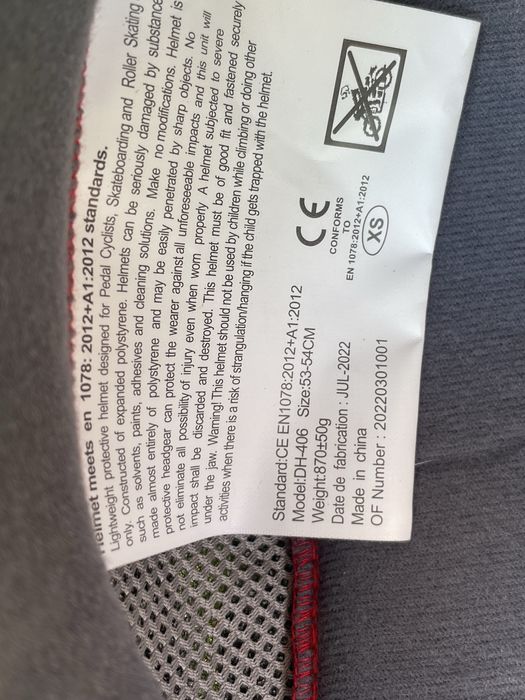 Helmet meets en 1078: 2012+A1:2012 standards.
Lightweight protective helmet designed for Pedal Cyclists, Skateboarding and Roller Skating
only. Constructed of expanded polystyrene. Helmets can be seriously damaged by substance
such as solvents, paints, adhesives and cleaning solutions. Make no modifications. Helmet is
made almost entirely of polystyrene and may be easily penetrated by sharp objects. No
protective headgear can protect the wearer against all unforeseeable impacts and this unit will
not eliminate all possibility of injury even when worn properly A helmet subjected to severe
impact shall be discarded and destroyed. This helmet must be of good fit and fastened securely
under the jaw. Warning! This helmet should not be used by children while climbing or doing other
activities when there is a risk of strangulation/hanging if the child gets trapped with the helmet.
Standard:CE EN1078:2012+A1:2012
Model:DH-406 Size:53-54CM
Weight:870±50g
Date de fabrication : JUL-2022
Made in china
OF Number : 20220301001
CE
CONFORMS
TO
EN 1078:2012+A1:2012
XS